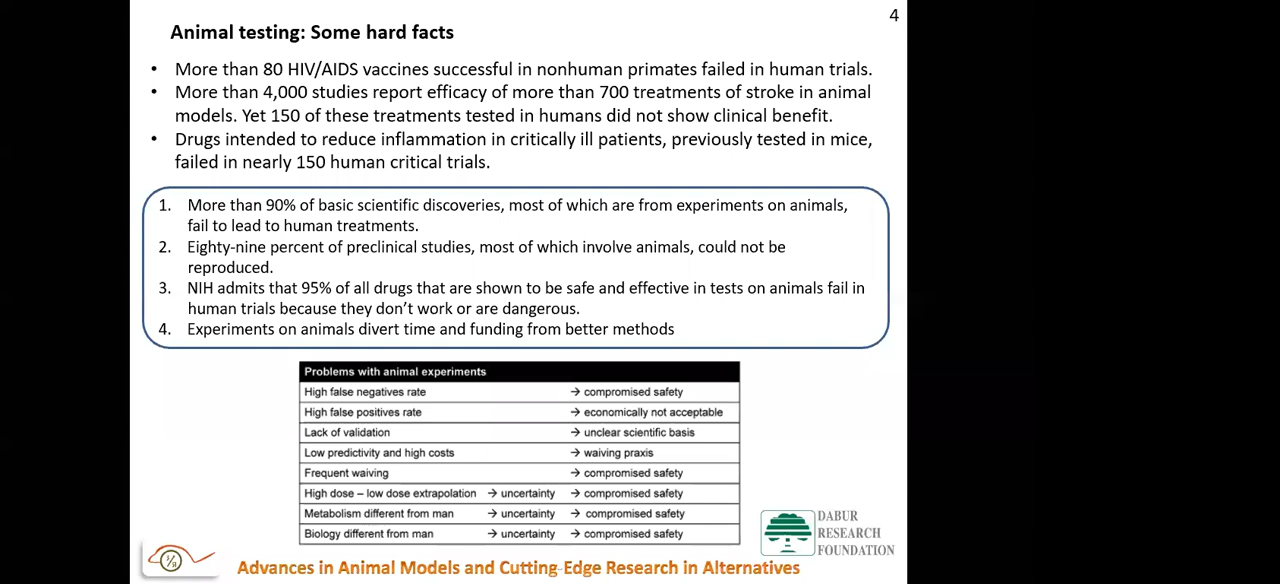 4
Animal testing: Some hard facts
• More than 80 HIV/AIDS vaccines successful in nonhuman primates failed in human trials.
• More than 4,000 studies report efficacy of more than 700 treatments of stroke in animal
models. Yet 150 of these treatments tested in humans did not show clinical benefit.
• Drugs intended to reduce inflammation in critically ill patients, previously tested in mice,
failed in nearly 150 human critical trials.
1. More than 90% of basic scientific discoveries, most of which are from experiments on animals,
fail to lead to human treatments.
2. Eighty-nine percent of preclinical studies, most of which involve animals, could not be
reproduced.
3. NIH admits that 95% of all drugs that are shown to be safe and effective in tests on animals fail in
human trials because they don't work or are dangerous.
4. Experiments on animals divert time and funding from better methods
Problems with animal experiments
High false negatives rate → compromised safety
High false positives rate → economically not acceptable
Lack of validation → unclear scientific basis
Low predictivity and high costs → waiving praxis
Frequent waiving → compromised safety
High dose – low dose extrapolation → uncertainty → compromised safety
Metabolism different from man → uncertainty → compromised safety
Biology different from man → uncertainty → compromised safety
DABUR
RESEARCH
FOUNDATION
Advances in Animal Models and Cutting-Edge Research in Alternatives